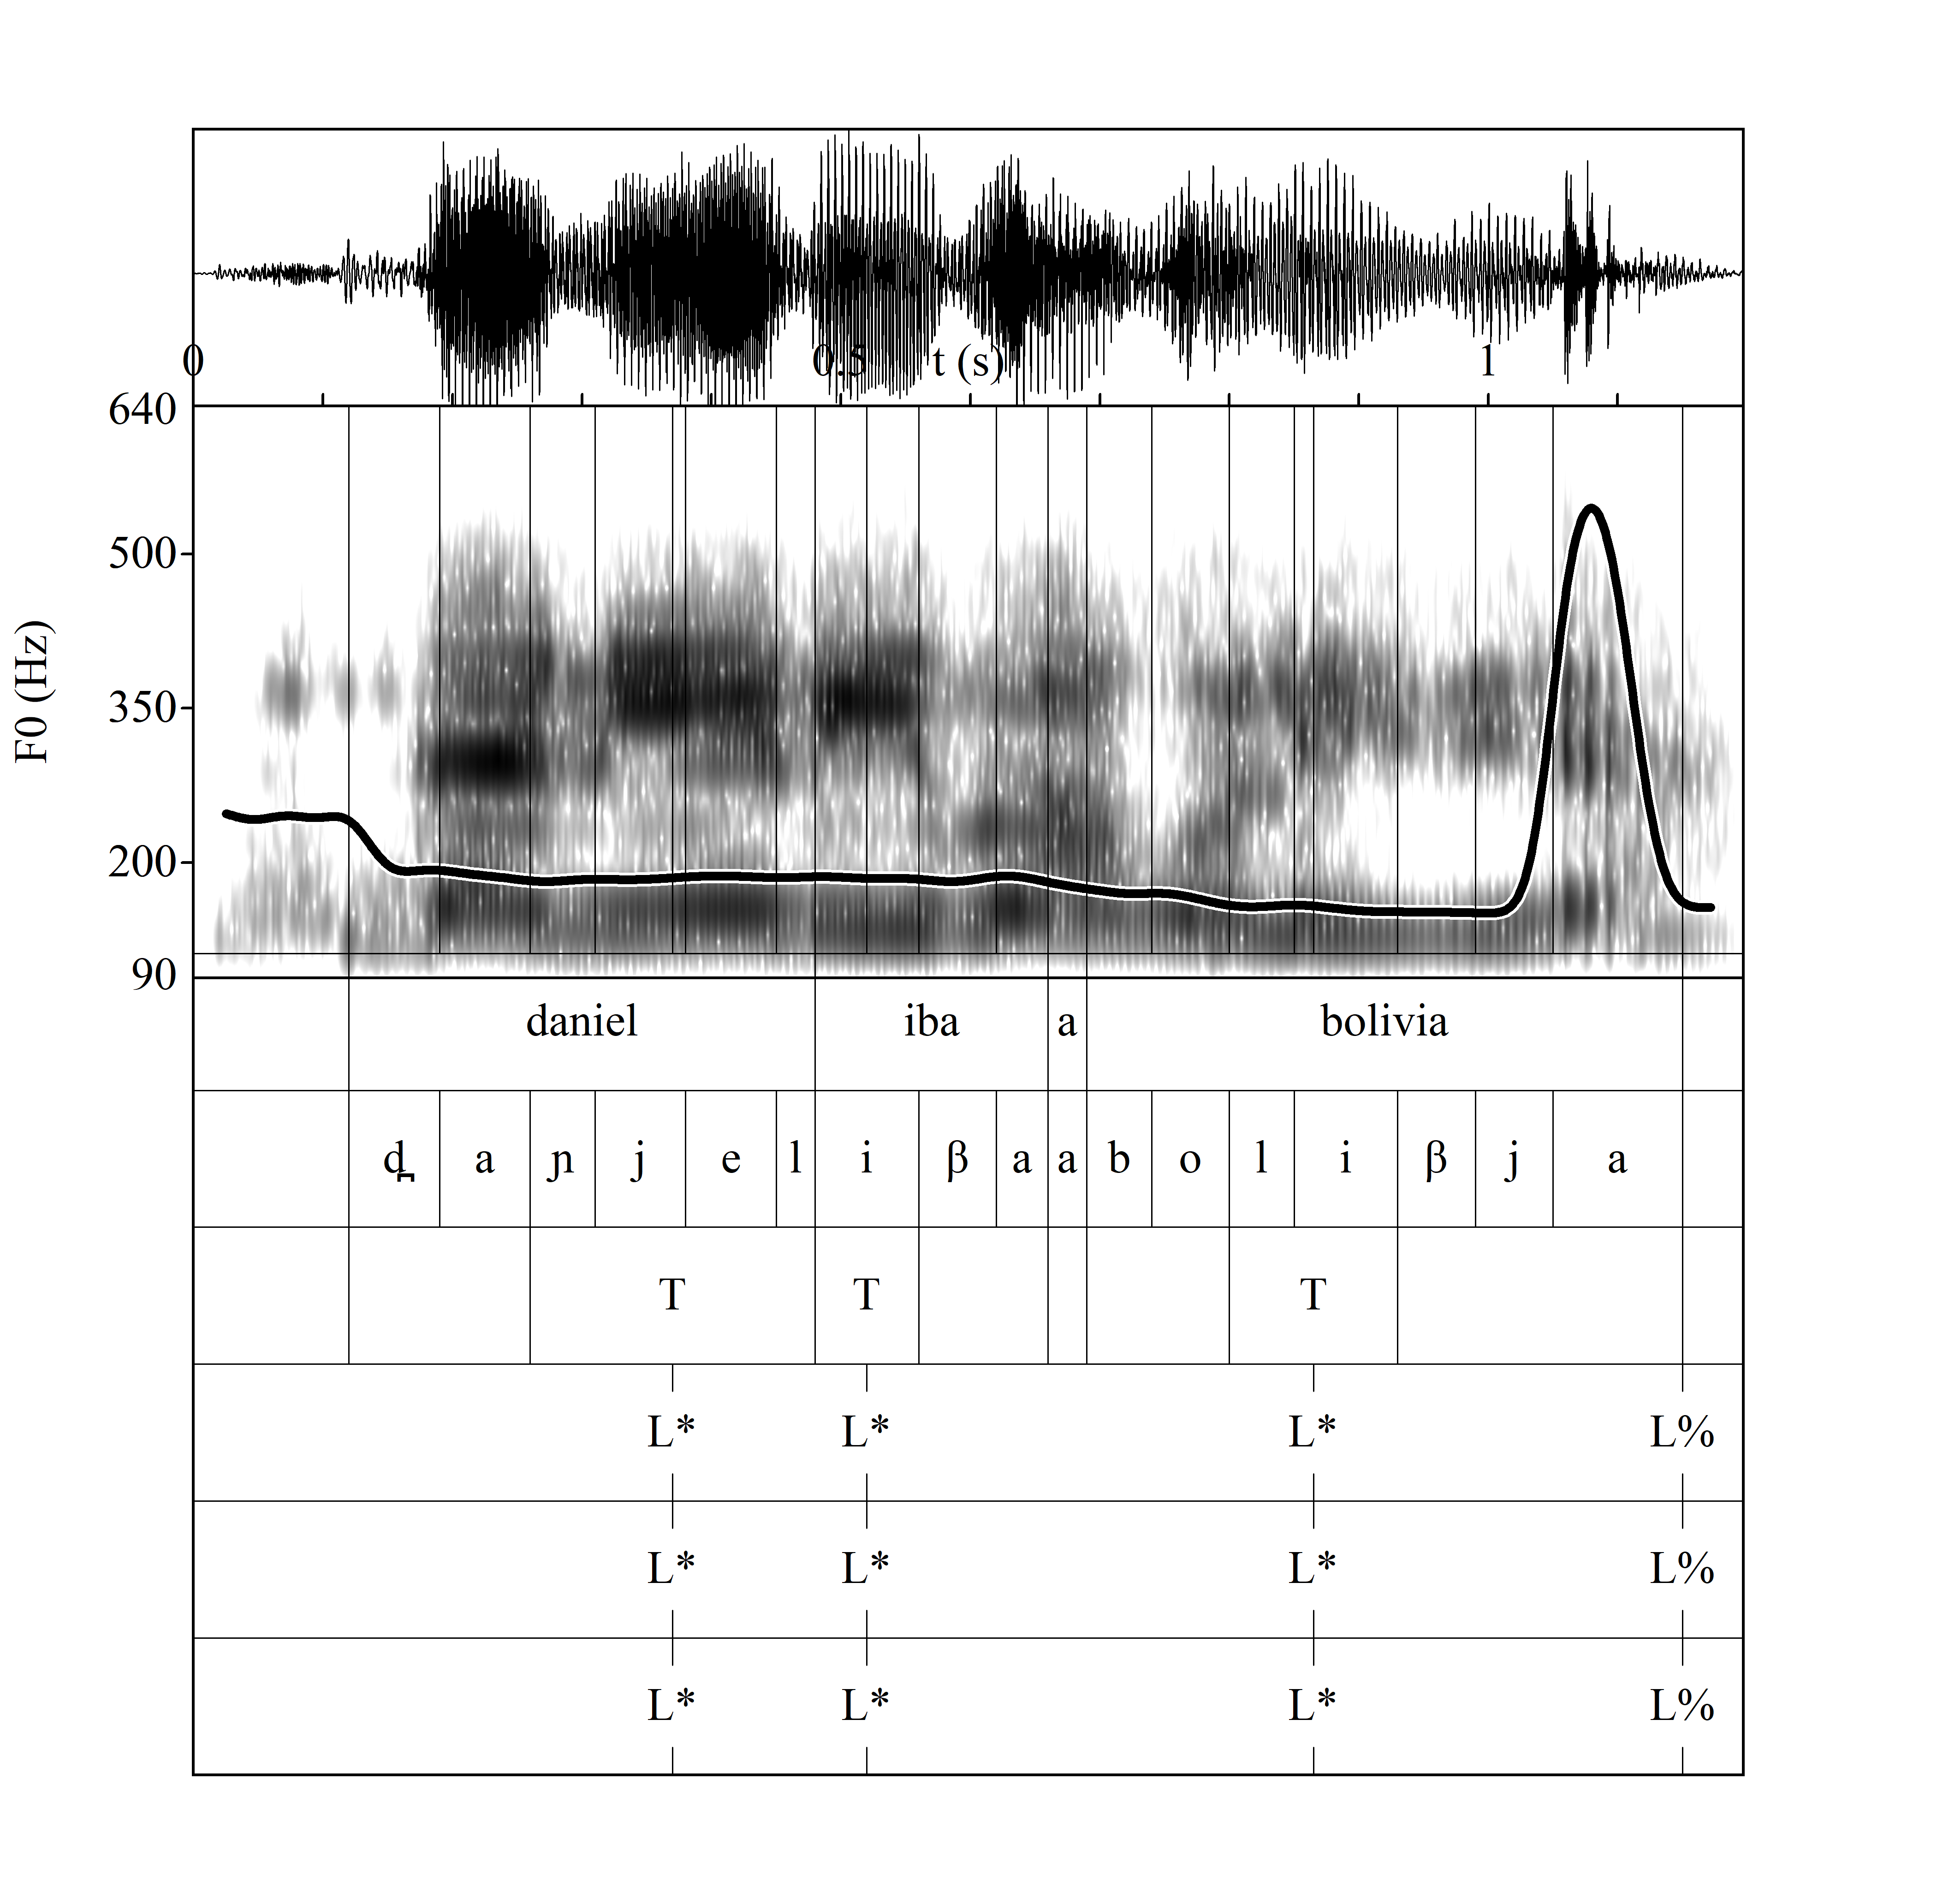 0 0.5 t (s) 1
640
500
350
200
90
F0 (Hz)
daniel iba a bolivia
d̪ a ɲ j e l i β a a b o l i β j a
T T T
L* L* L* L%
L* L* L* L%
L* L* L* L%